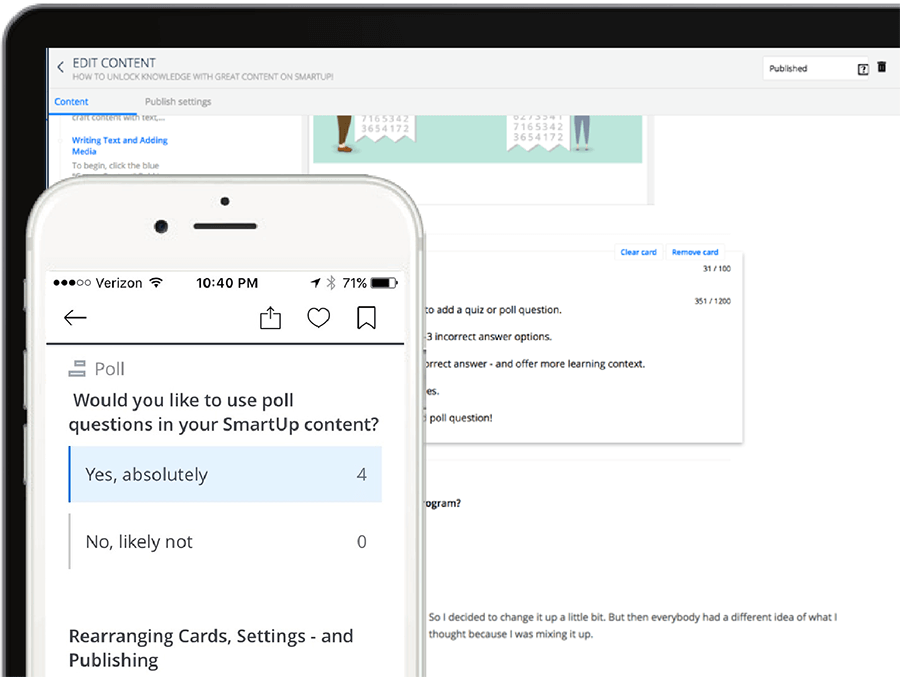 EDIT CONTENT
HOW TO UNLOCK KNOWLEDGE WITH GREAT CONTENT ON SMARTUP!
Published
?
Content
Publish settings
craft content with text,...
Writing Text and Adding
Media
To begin, click the blue
7165342
3654172
6273541
7165342
3654172
Clear card
Remove card
31 / 100
351 / 1200
to add a quiz or poll question.
-3 incorrect answer options.
orrect answer - and offer more learning context.
es.
d poll question!
rogram?
So I decided to change it up a little bit. But then everybody had a different idea of what I
thought because I was mixing it up.
Verizon
10:40 PM
71%
Poll
Would you like to use poll
questions in your SmartUp content?
Yes, absolutely 4
No, likely not 0
Rearranging Cards, Settings - and
Publishing